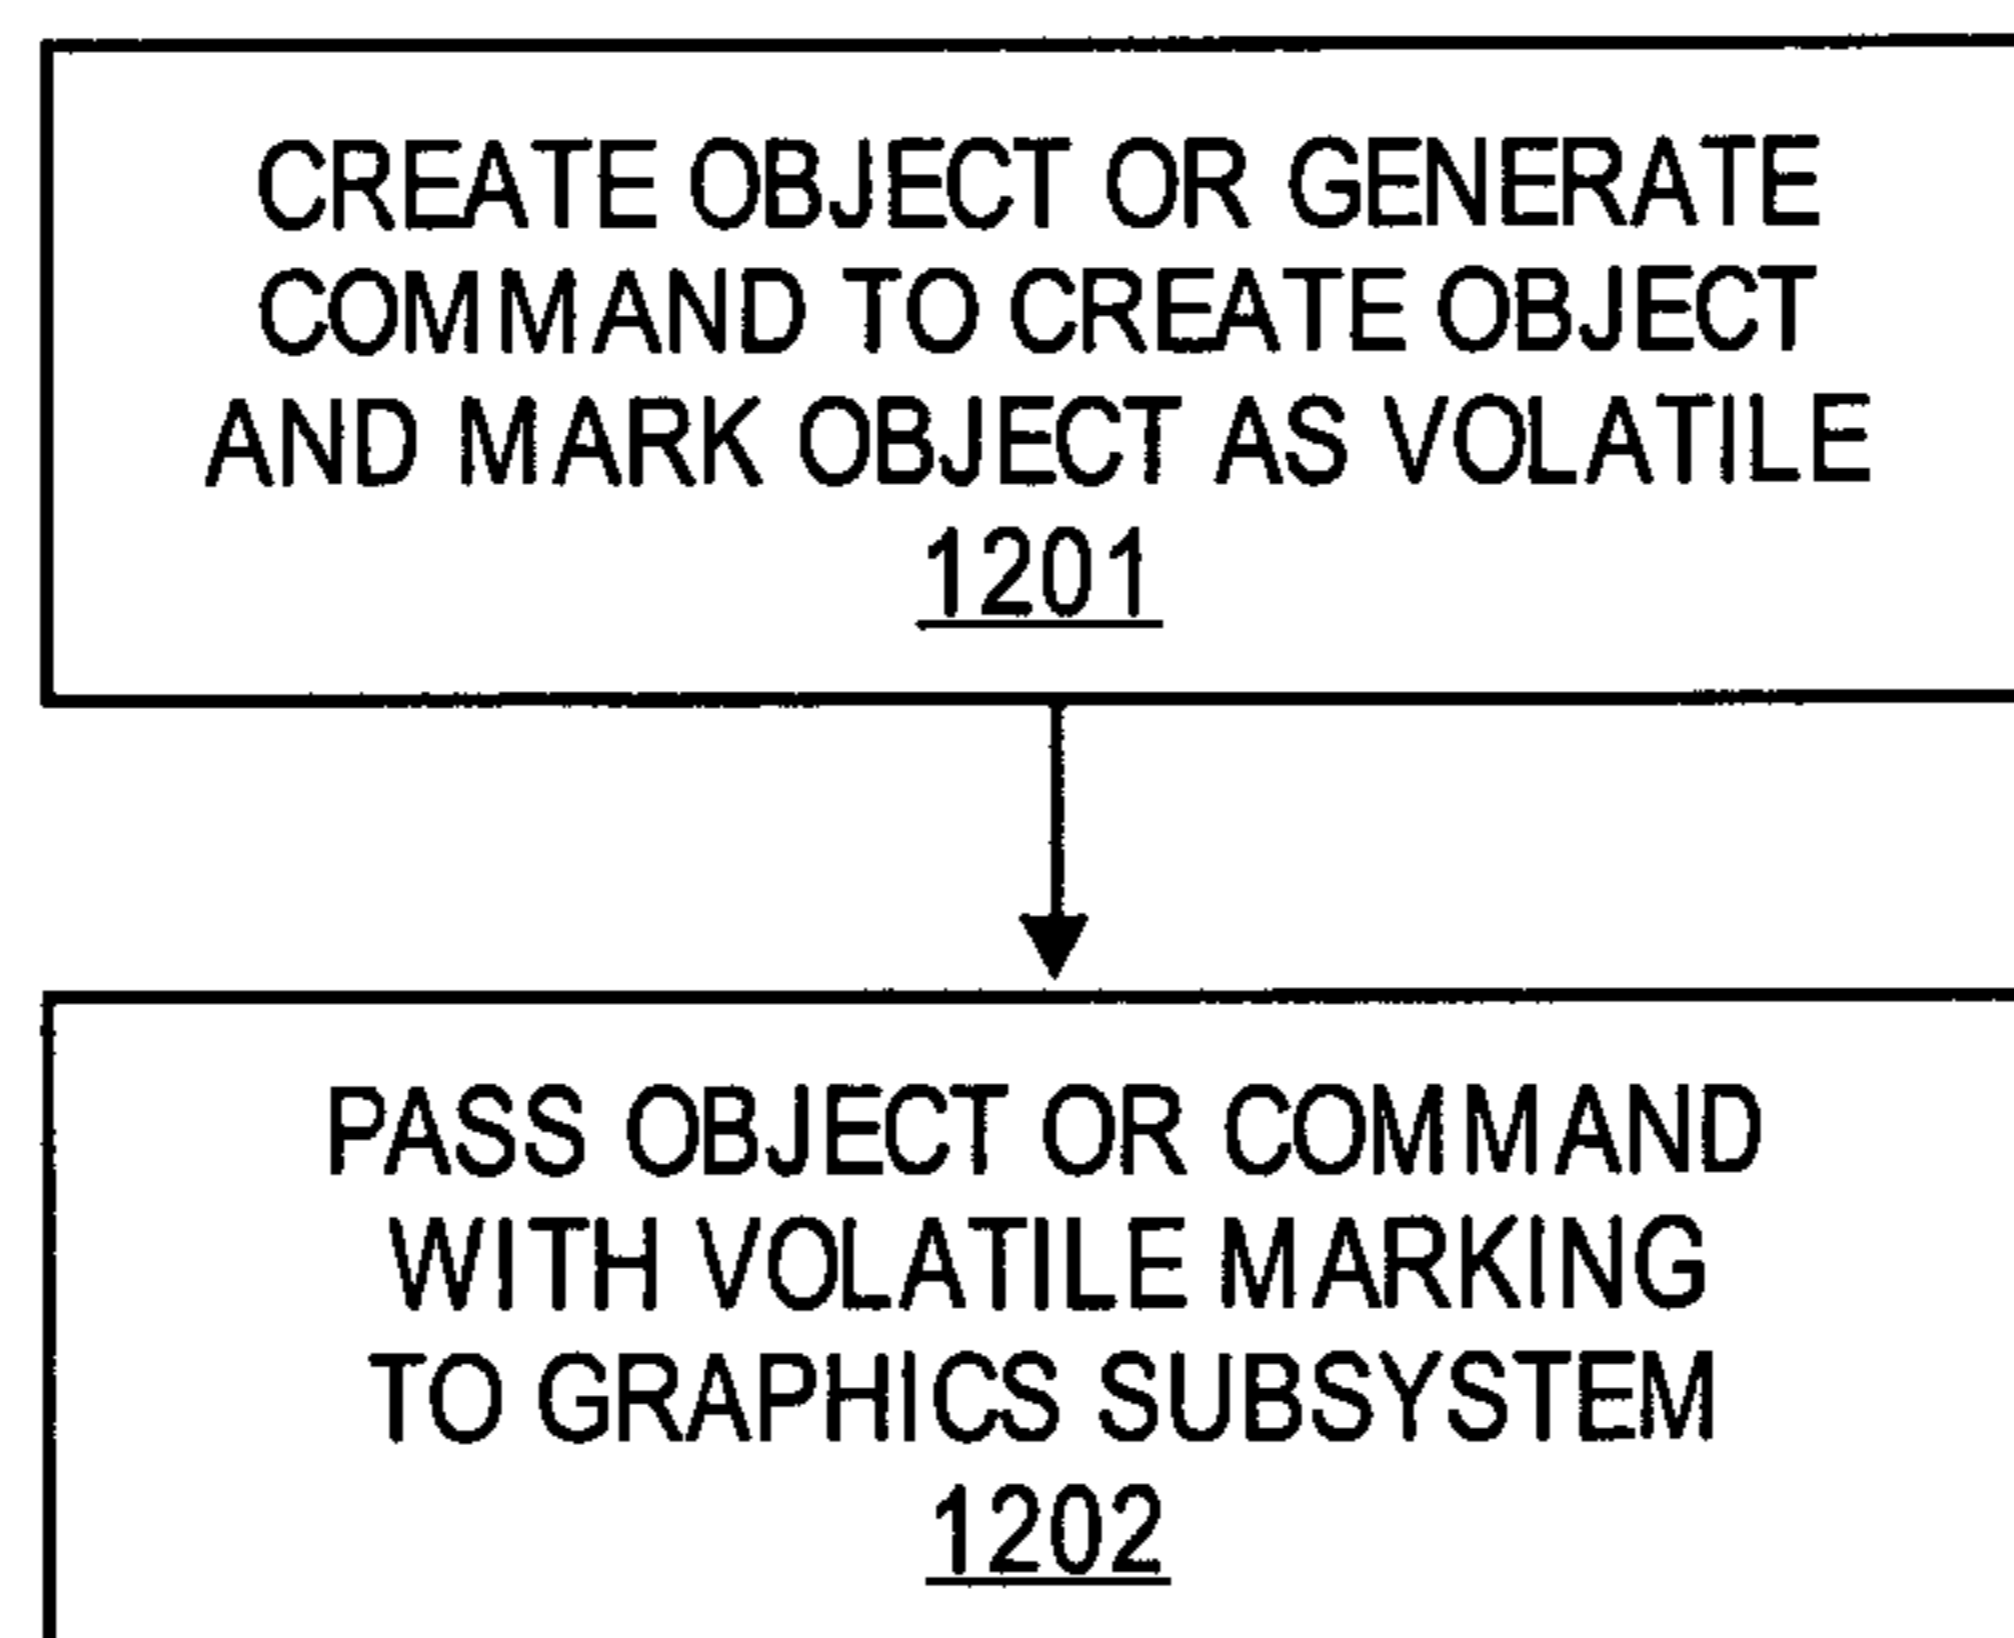 CREATE OBJECT OR GENERATE
COMMAND TO CREATE OBJECT
AND MARK OBJECT AS VOLATILE
1201
PASS OBJECT OR COMMAND
WITH VOLATILE MARKING
TO GRAPHICS SUBSYSTEM
1202